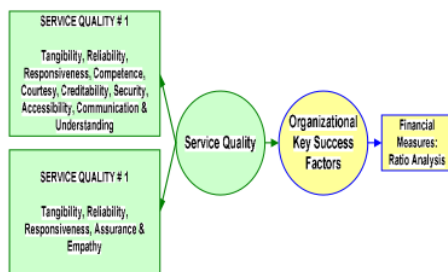 SERVICE QUALITY # 1
Tangibility, Reliability,
Responsiveness, Competence,
Courtesy, Creditability, Security,
Accessibility, Communication &
Understanding
SERVICE QUALITY # 1
Tangibility, Reliability,
Responsiveness, Assurance &
Empathy
Service Quality
Organizational
Key Success
Factors
Financial
Measures:
Ratio Analysis